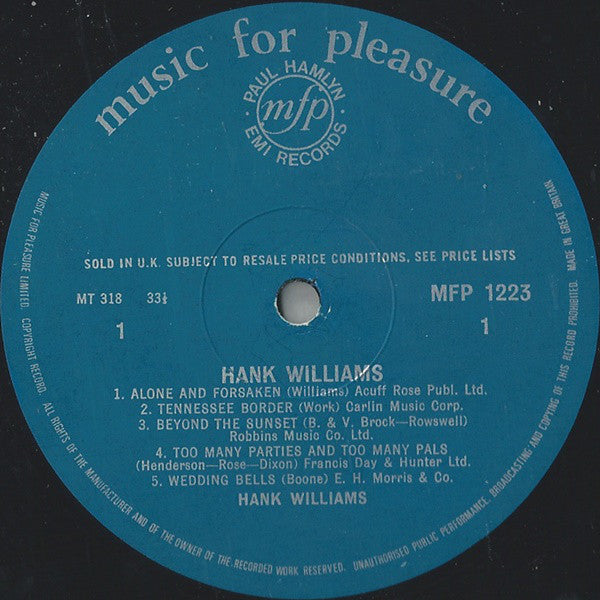 music for pleasure
PAUL HAMLYN
mfp
EMI RECORDS
SOLD IN U.K. SUBJECT TO RESALE PRICE CONDITIONS, SEE PRICE LISTS
MT 318 33⅓ MFP 1223
1 1
HANK WILLIAMS
1. ALONE AND FORSAKEN (Williams) Acuff Rose Publ. Ltd.
2. TENNESSEE BORDER (Work) Carlin Music Corp.
3. BEYOND THE SUNSET (B. & V. Brock—Rowswell)
Robbins Music Co. Ltd.
4. TOO MANY PARTIES AND TOO MANY PALS
(Henderson—Rose—Dixon) Francis Day & Hunter Ltd.
5. WEDDING BELLS (Boone) E. H. Morris & Co.
HANK WILLIAMS
MUSIC FOR PLEASURE LIMITED. COPYRIGHT RECORD. ALL RIGHTS OF THE MANUFACTURER AND OF THE OWNER OF THE RECORDED WORK RESERVED. UNAUTHORISED PUBLIC PERFORMANCE, BROADCASTING AND COPYING OF THIS RECORD PROHIBITED. MADE IN GREAT BRITAIN.